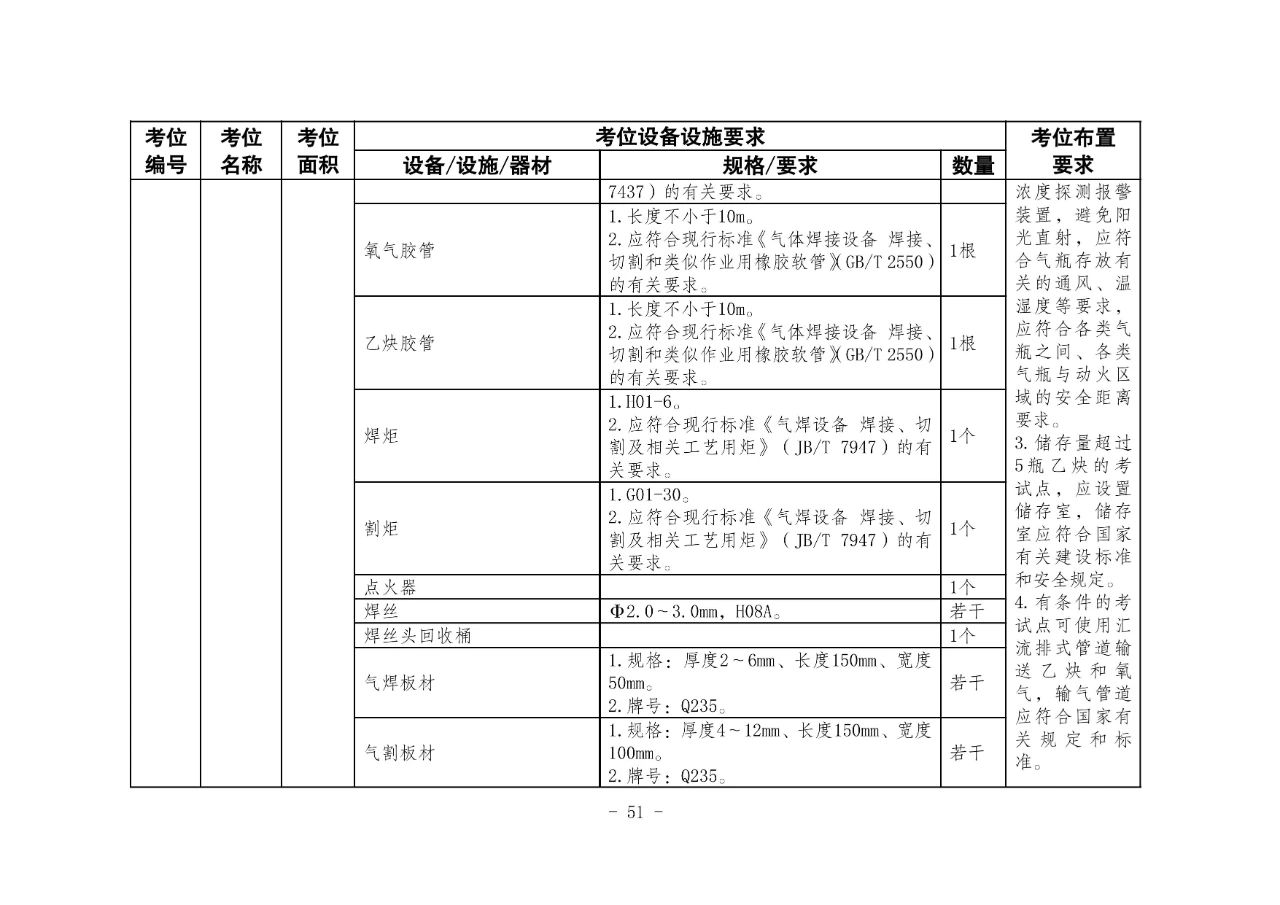 考位 考位 考位 考位设备设施要求 考位布置
编号 名称 面积 设备/设施/器材 规格/要求 数量 要求
7437）的有关要求。
氧气胶管
1.长度不小于10m。
2.应符合现行标准《气体焊接设备 焊接、
切割和类似作业用橡胶软管》（GB/T 2550）
的有关要求。
1根
乙炔胶管
1.长度不小于10m。
2.应符合现行标准《气体焊接设备 焊接、
切割和类似作业用橡胶软管》（GB/T 2550）
的有关要求。
1根
焊炬
1.H01-6。
2.应符合现行标准《气焊设备 焊接、切
割及相关工艺用炬》（JB/T 7947）的有
关要求。
1个
割炬
1.G01-30。
2.应符合现行标准《气焊设备 焊接、切
割及相关工艺用炬》（JB/T 7947）的有
关要求。
1个
点火器 1个
焊丝 Φ2.0～3.0mm，H08A。 若干
焊丝头回收桶 1个
气焊板材
1.规格：厚度2～6mm、长度150mm、宽度
50mm。
2.牌号：Q235。
若干
气割板材
1.规格：厚度4～12mm、长度150mm、宽度
100mm。
2.牌号：Q235。
若干
浓度探测报警
装置，避免阳
光直射，应符
合气瓶存放有
关的通风、温
湿度等要求，
应符合各类气
瓶之间、各类
气瓶与动火区
域的安全距离
要求。
3.储存量超过
5瓶乙炔的考
试点，应设置
储存室，储存
室应符合国家
有关建设标准
和安全规定。
4.有条件的考
试点可使用汇
流排式管道输
送乙炔和氧
气，输气管道
应符合国家有
关规定和标
准。
- 51 -